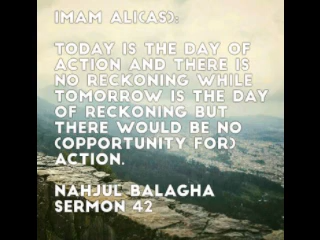 IMAM ALI(AS):
TODAY IS THE DAY OF
ACTION AND THERE IS
NO RECKONING WHILE
TOMORROW IS THE DAY
OF RECKONING BUT
THERE WOULD BE NO
(OPPORTUNITY FOR)
ACTION.
NAHJUL BALAGHA
SERMON 42